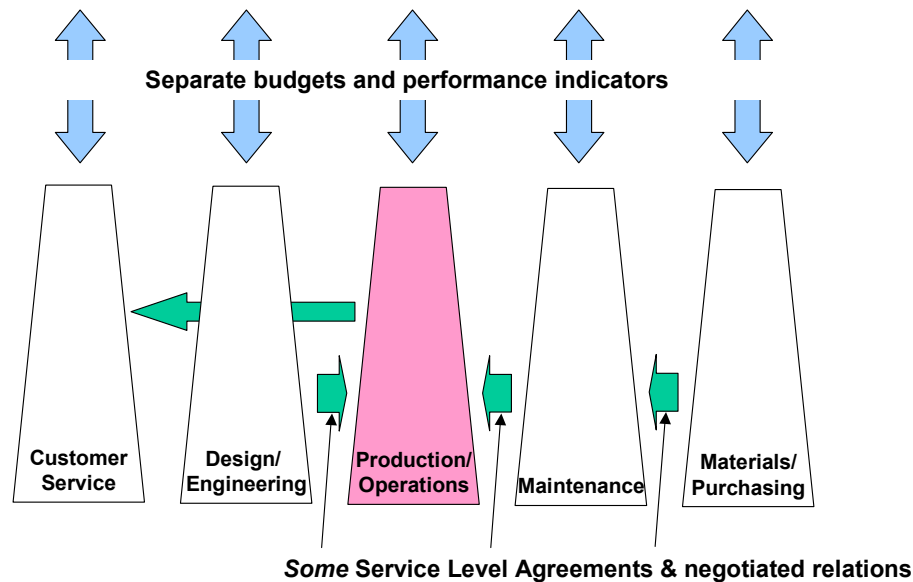 Separate budgets and performance indicators
Customer
Service
Design/
Engineering
Production/
Operations
Maintenance
Materials/
Purchasing
Some Service Level Agreements & negotiated relations